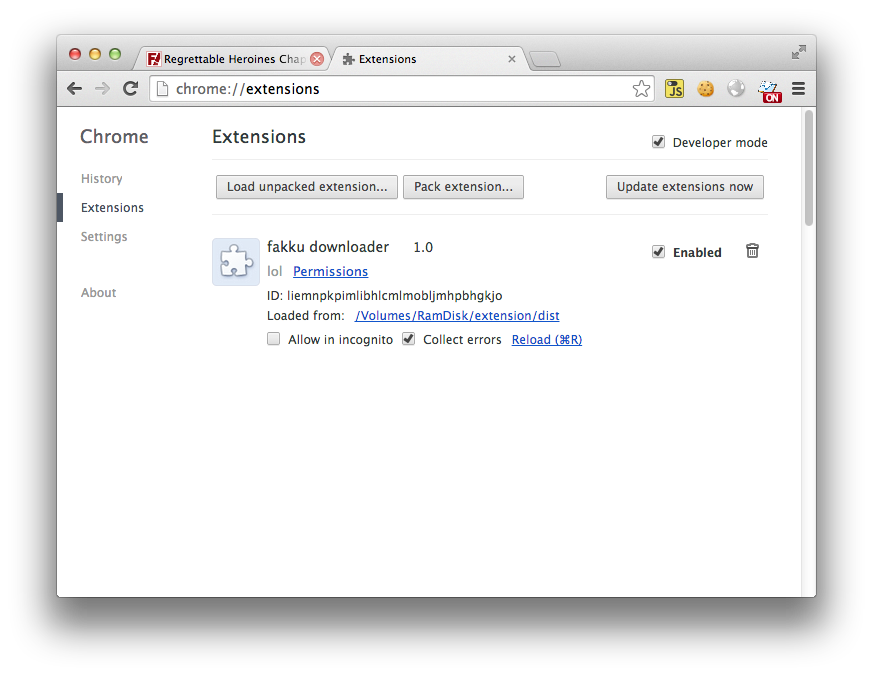 Regrettable Heroines Chap
Extensions
chrome://extensions
JS
ON
Chrome
Extensions
Developer mode
History
Extensions
Settings
About
Load unpacked extension...
Pack extension...
Update extensions now
fakku downloader 1.0
Enabled
lol Permissions
ID: liemnpkpimlibhlcmlmobljmhpbhgkjo
Loaded from: /Volumes/RamDisk/extension/dist
Allow in incognito Collect errors Reload (⌘R)